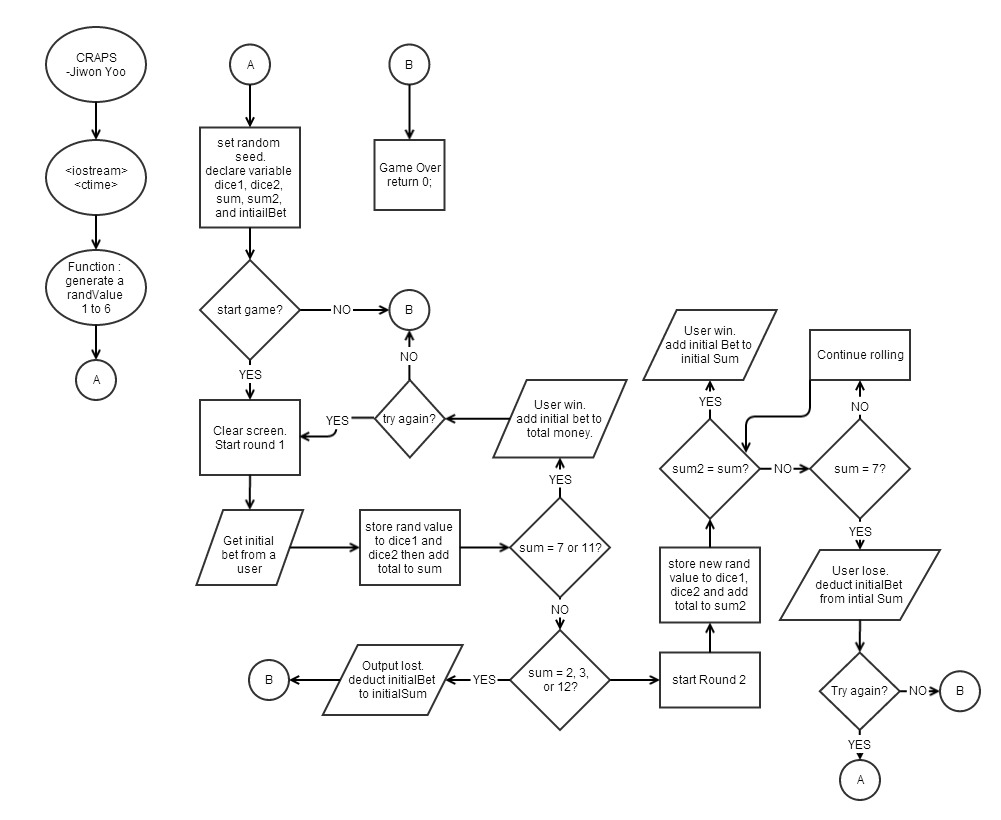 CRAPS
-Jiwon Yoo
<iostream>
<ctime>
Function :
generate a
randValue
1 to 6
A
A
set random
seed.
declare variable
dice1, dice2,
sum, sum2,
and intiailBet
start game?
NO
B
YES
Clear screen.
Start round 1
Get initial
bet from a
user
store rand value
to dice1 and
dice2 then add
total to sum
sum = 7 or 11?
YES
User win.
add initial bet to
total money.
try again?
YES
NO
NO
sum = 2, 3,
or 12?
YES
Output lost.
deduct initialBet
to initialSum
B
start Round 2
store new rand
value to dice1,
dice2 and add
total to sum2
sum2 = sum?
YES
User win.
add initial Bet to
initial Sum
NO
sum = 7?
NO
Continue rolling
YES
User lose.
deduct initialBet
from intial Sum
Try again?
NO
B
YES
A
B
Game Over
return 0;